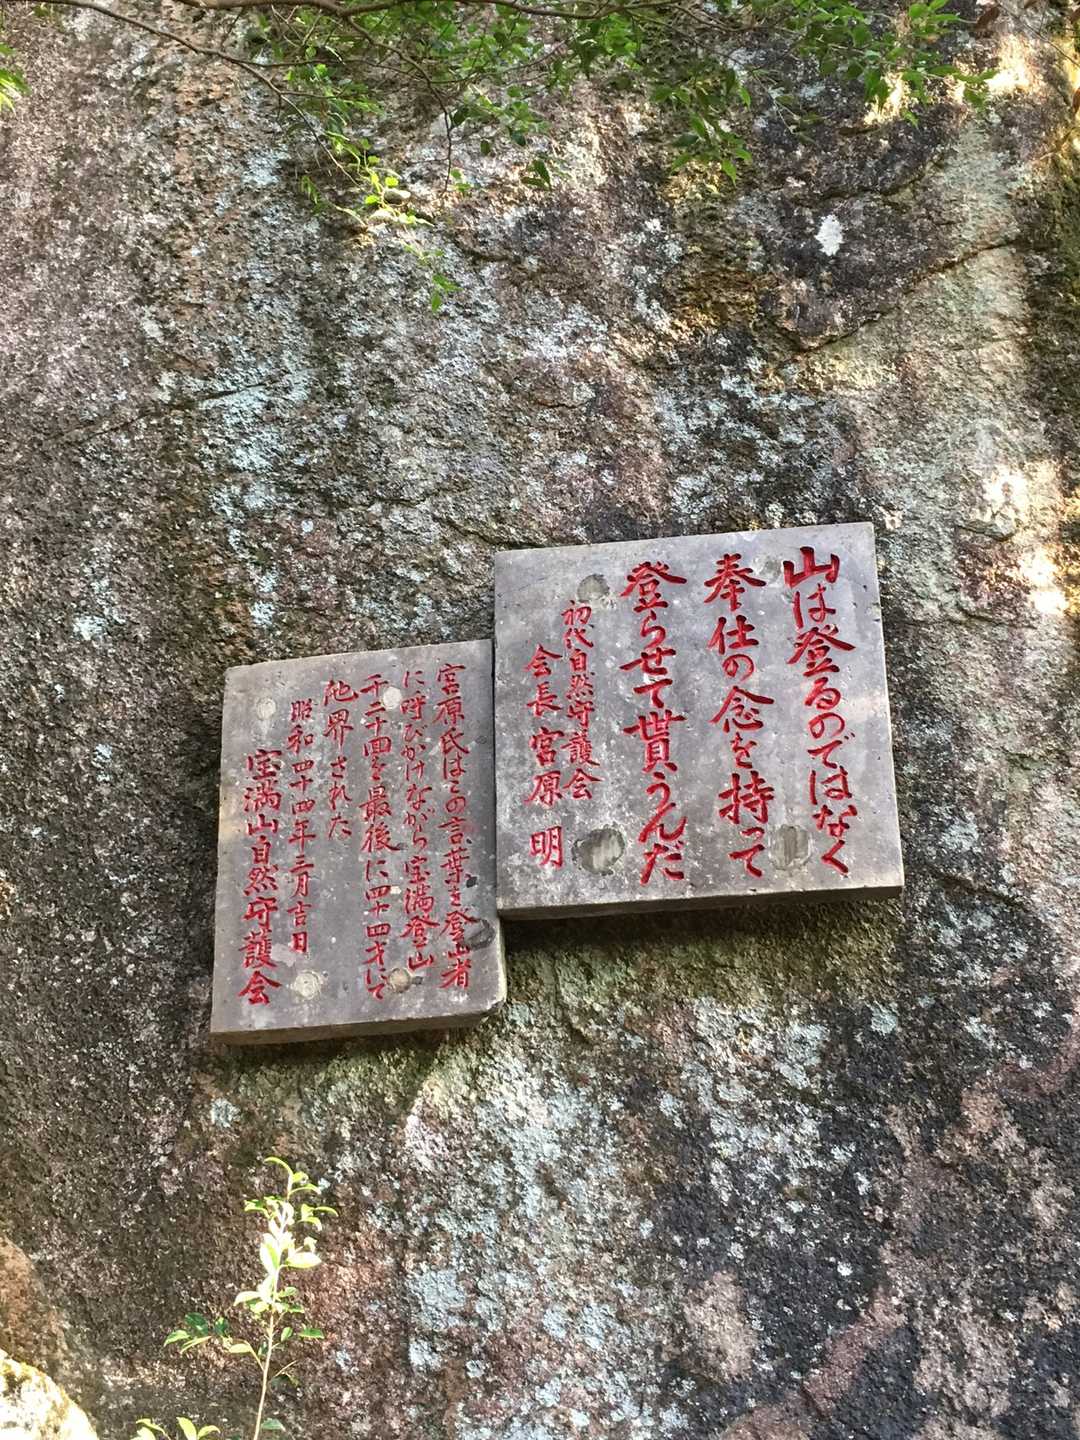 山は登るのではなく
奉仕の念を持って
登らせて貰うんだ
初代自然守護会
会長 宮原 明
宮原氏はこの言葉を登山者
に呼びかけながら宝満登山
千二十回を最後に四十四才にて
他界された
昭和四十四年三月吉日
宝満山自然守護会